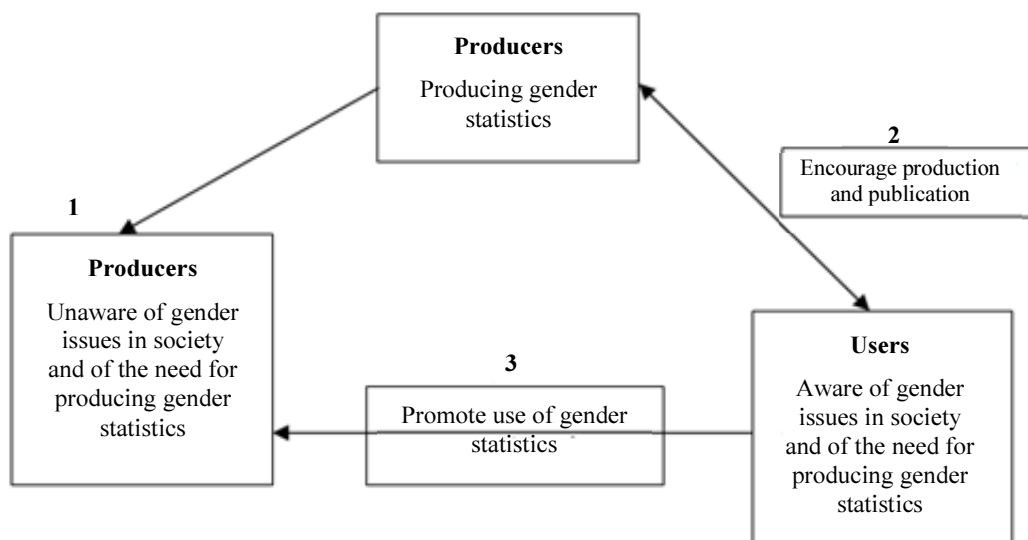 Producers
Producing gender
statistics
2
Encourage production
and publication
1
Producers
Unaware of gender
issues in society
and of the need for
producing gender
statistics
3
Promote use of gender
statistics
Users
Aware of gender
issues in society
and of the need for
producing gender
statistics